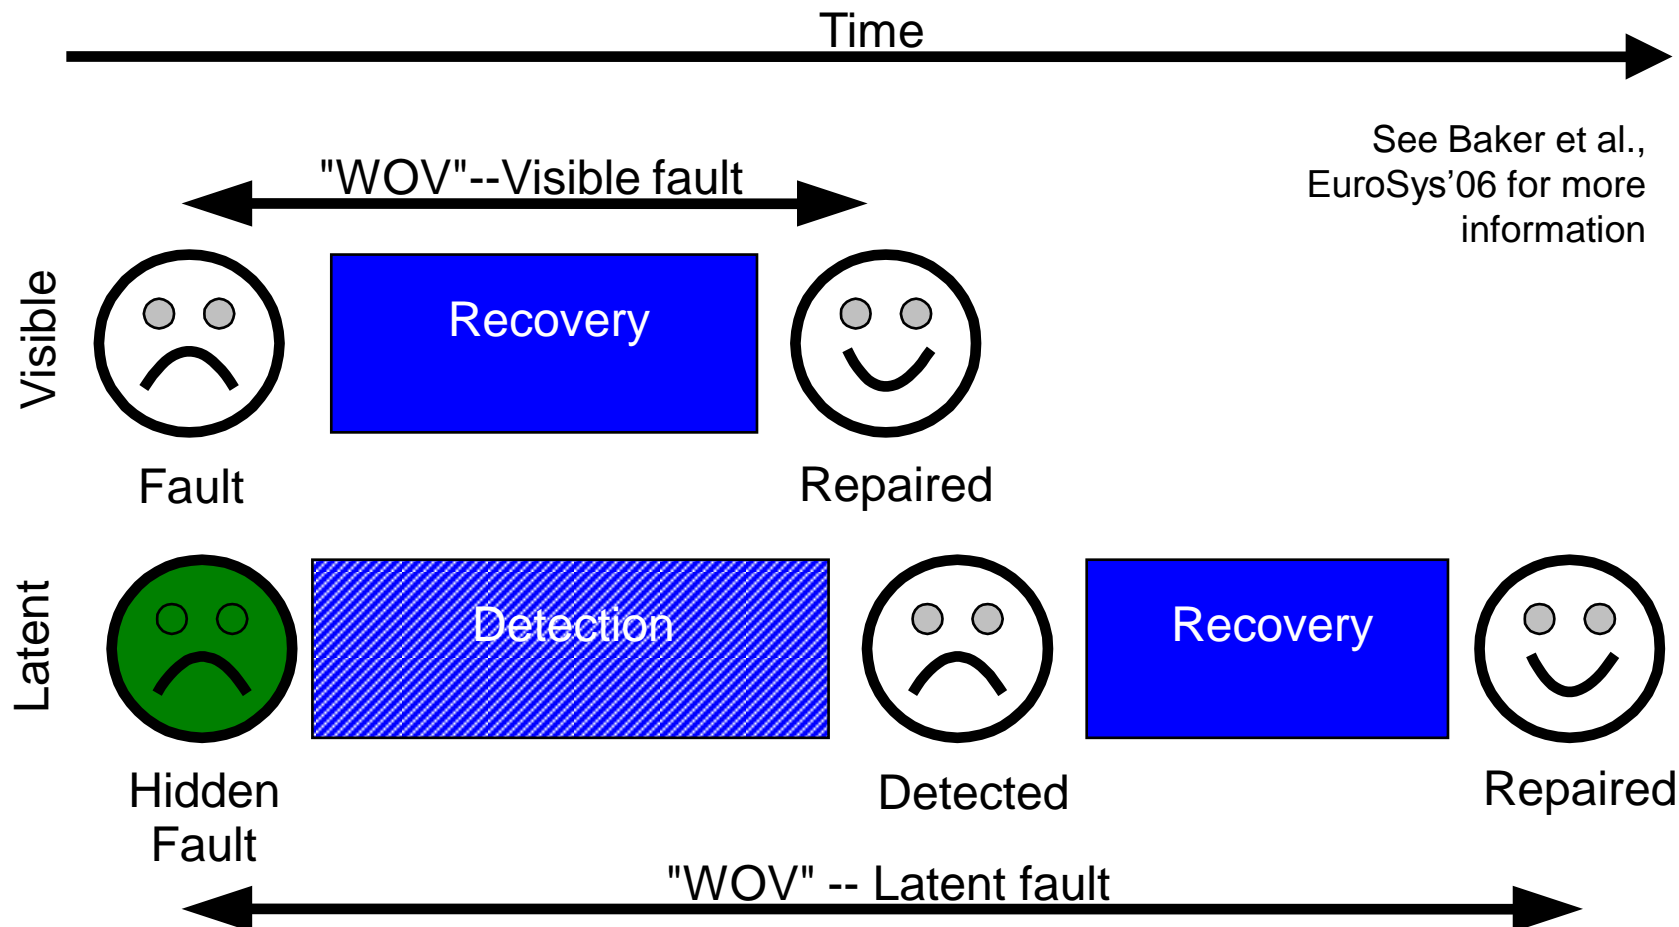 Time
See Baker et al.,
EuroSys’06 for more
information
"WOV"--Visible fault
Visible
Recovery
Fault
Repaired
Latent
Detection
Recovery
Hidden
Fault
Detected
Repaired
"WOV" -- Latent fault